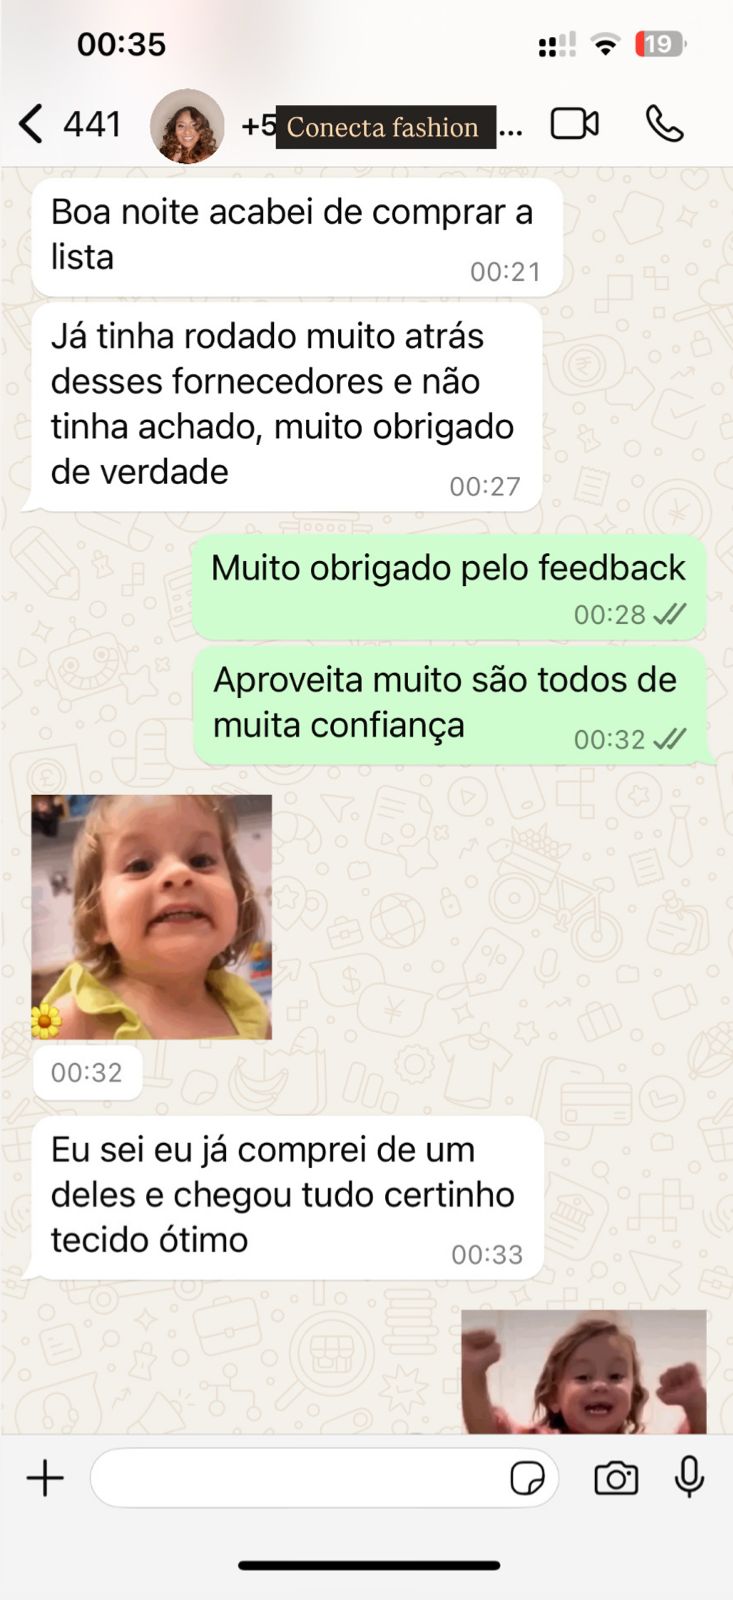 00:35
19
441
+5
Conecta fashion
...
Boa noite acabei de comprar a
lista
00:21
Já tinha rodado muito atrás
desses fornecedores e não
tinha achado, muito obrigado
de verdade
00:27
Muito obrigado pelo feedback
00:28
Aproveita muito são todos de
muita confiança
00:32
00:32
Eu sei eu já comprei de um
deles e chegou tudo certinho
tecido ótimo
00:33